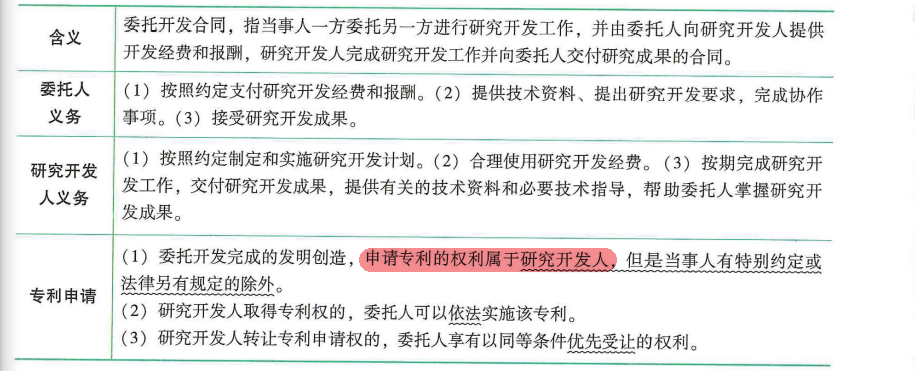 含义
委托开发合同，指当事人一方委托另一方进行研究开发工作，并由委托人向研究开发人提供
开发经费和报酬，研究开发人完成研究开发工作并向委托人交付研究成果的合同。
委托人
义务
（1）按照约定支付研究开发经费和报酬。（2）提供技术资料、提出研究开发要求，完成协作
事项。（3）接受研究开发成果。
研究开发
人义务
（1）按照约定制定和实施研究开发计划。（2）合理使用研究开发经费。（3）按期完成研究开
发工作，交付研究开发成果，提供有关的技术资料和必要技术指导，帮助委托人掌握研究开
发成果。
专利申请
（1）委托开发完成的发明创造，申请专利的权利属于研究开发人，但是当事人有特别约定或
法律另有规定的除外。
（2）研究开发人取得专利权的，委托人可以依法实施该专利。
（3）研究开发人转让专利申请权的，委托人享有以同等条件优先受让的权利。